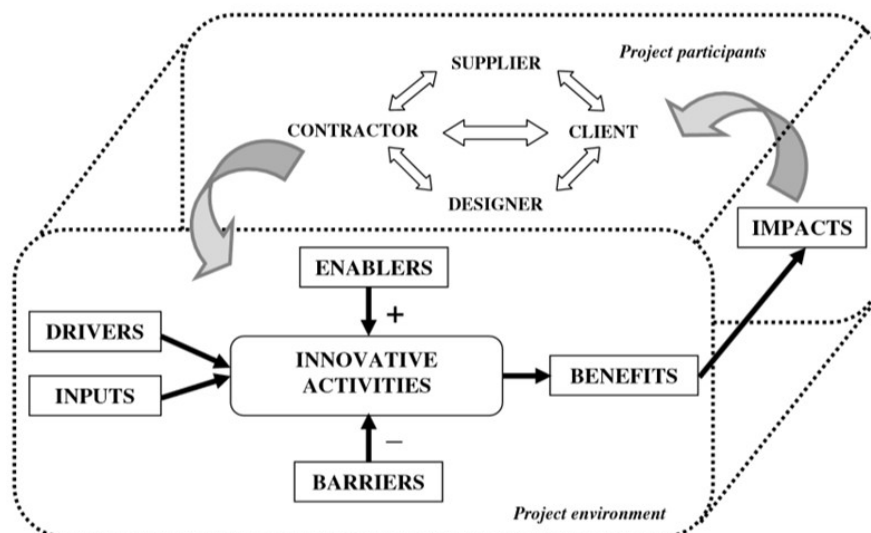 Project participants
SUPPLIER
CONTRACTOR
CLIENT
DESIGNER
IMPACTS
ENABLERS
+
DRIVERS
INNOVATIVE
ACTIVITIES
INPUTS
BENEFITS
–
BARRIERS
Project environment